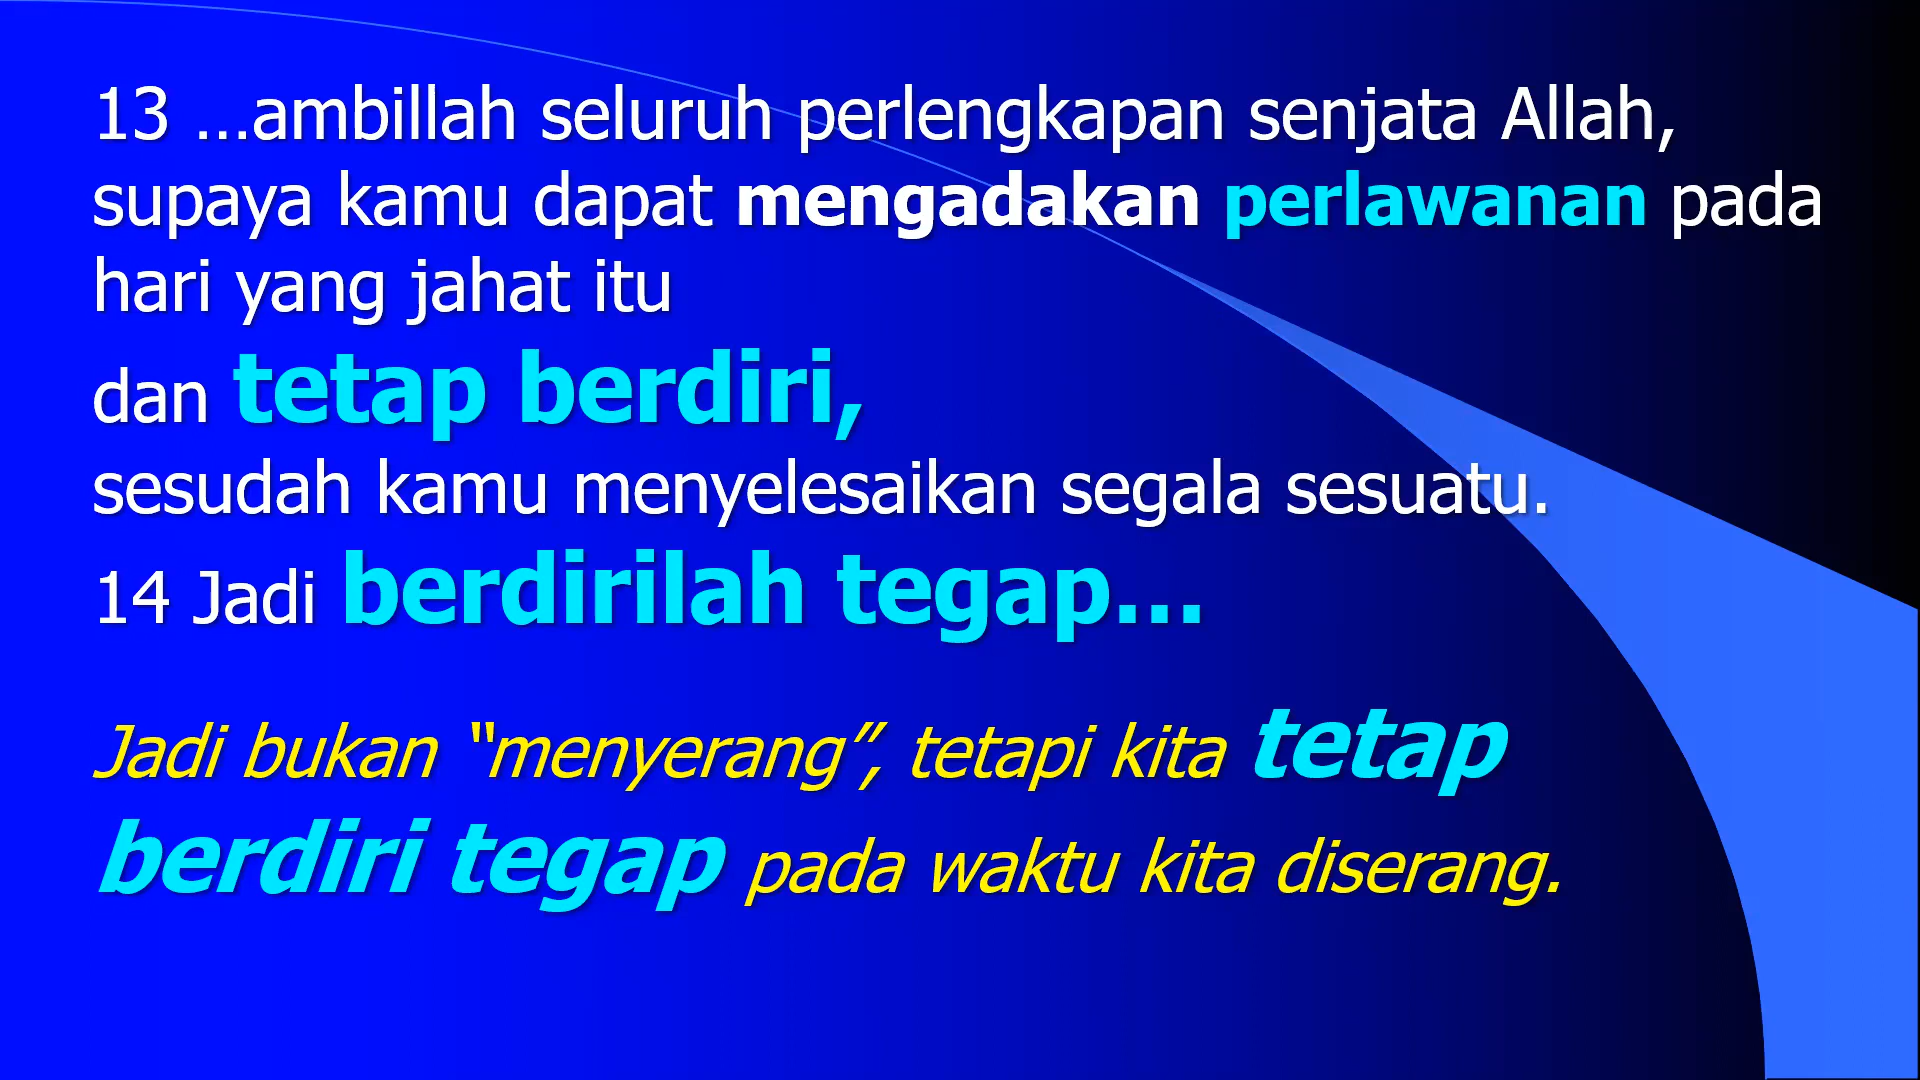 13 …ambillah seluruh perlengkapan senjata Allah,
supaya kamu dapat mengadakan perlawanan pada
hari yang jahat itu
dan tetap berdiri,
sesudah kamu menyelesaikan segala sesuatu.
14 Jadi berdirilah tegap…
Jadi bukan “menyerang”, tetapi kita tetap
berdiri tegap pada waktu kita diserang.